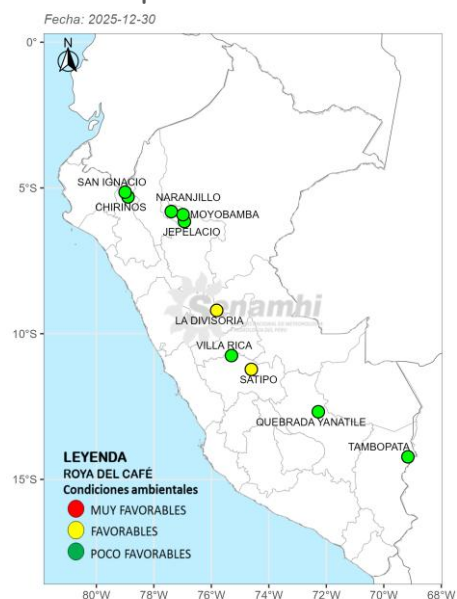 Fecha: 2025-12-30
N
0°
5°S
10°S
15°S
SAN IGNACIO
CHIRINOS
NARANJILLO
MOYOBAMBA
JEPELACIO
Senamhi
LA DIVISORIA
VILLA RICA
SATIPO
QUEBRADA YANATILE
TAMBOPATA
LEYENDA
ROYA DEL CAFÉ
Condiciones ambientales
MUY FAVORABLES
FAVORABLES
POCO FAVORABLES
80°W 78°W 76°W 74°W 72°W 70°W 68°W